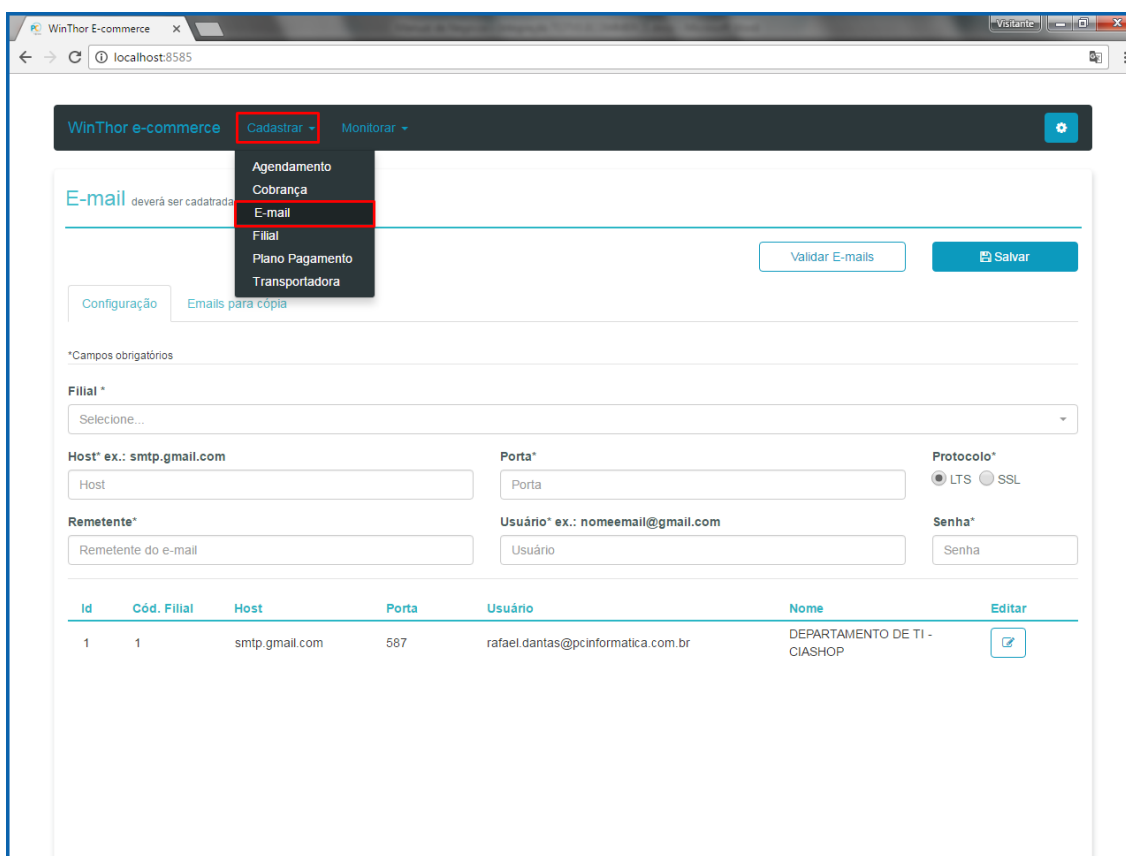 WinThor E-commerce
Visitante
localhost:8585
WinThor e-commerce Cadastrar Monitorar
Agendamento
Cobrança
E-mail
Filial
Plano Pagamento
Transportadora
E-mail deverá ser cadatrada
Validar E-mails Salvar
Configuração Emails para cópia
*Campos obrigatórios
Filial *
Selecione...
Host* ex.: smtp.gmail.com Porta* Protocolo*
Host Porta LTS SSL
Remetente* Usuário* ex.: nomeemail@gmail.com Senha*
Remetente do e-mail Usuário Senha
Id Cód. Filial Host Porta Usuário Nome Editar
1 1 smtp.gmail.com 587 rafael.dantas@pcinformatica.com.br DEPARTAMENTO DE TI -
CIASHOP